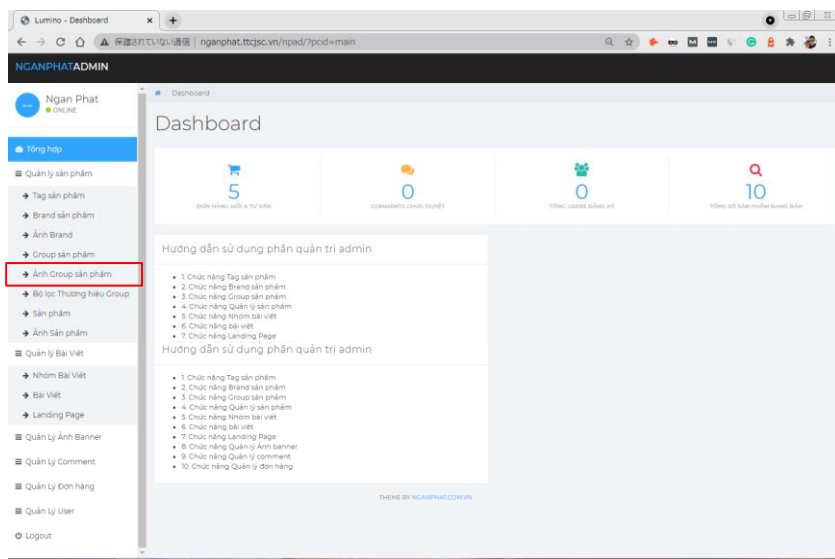 Lumino - Dashboard
保護されていない通信 | nganphat.ttcjsc.vn/npad/?pcid=main
NGANPHATADMIN
Ngan Phat
ONLINE
Tổng hợp
Quản lý sản phẩm
Tag sản phẩm
Brand sản phẩm
Ảnh Brand
Group sản phẩm
Ảnh Group sản phẩm
Bộ lọc Thương hiệu Group
Sản phẩm
Ảnh Sản phẩm
Quản lý Bài Viết
Nhóm Bài Viết
Bài Viết
Landing Page
Quản Lý Ảnh Banner
Quản Lý Comment
Quản Lý Đơn hàng
Quản Lý User
Logout
/ Dashboard
Dashboard
5
ĐƠN HÀNG MỚI & TƯ VẤN
0
COMMENTS CHƯA DUYỆT
0
TỔNG USERS ĐĂNG KÝ
10
TỔNG SỐ SẢN PHẨM ĐANG BÁN
Hướng dẫn sử dụng phần quản trị admin
1. Chức năng Tag sản phẩm
2. Chức năng Brand sản phẩm
3. Chức năng Group sản phẩm
4. Chức năng Quản lý sản phẩm
5. Chức năng Nhóm bài viết
6. Chức năng bài viết
7. Chức năng Landing Page
Hướng dẫn sử dụng phần quản trị admin
1. Chức năng Tag sản phẩm
2. Chức năng Brand sản phẩm
3. Chức năng Group sản phẩm
4. Chức năng Quản lý sản phẩm
5. Chức năng Nhóm bài viết
6. Chức năng bài viết
7. Chức năng Landing Page
8. Chức năng Quản lý Ảnh banner
9. Chức năng Quản lý comment
10. Chức năng Quản lý đơn hàng
THEME BY NGANPHAT.COM.VN